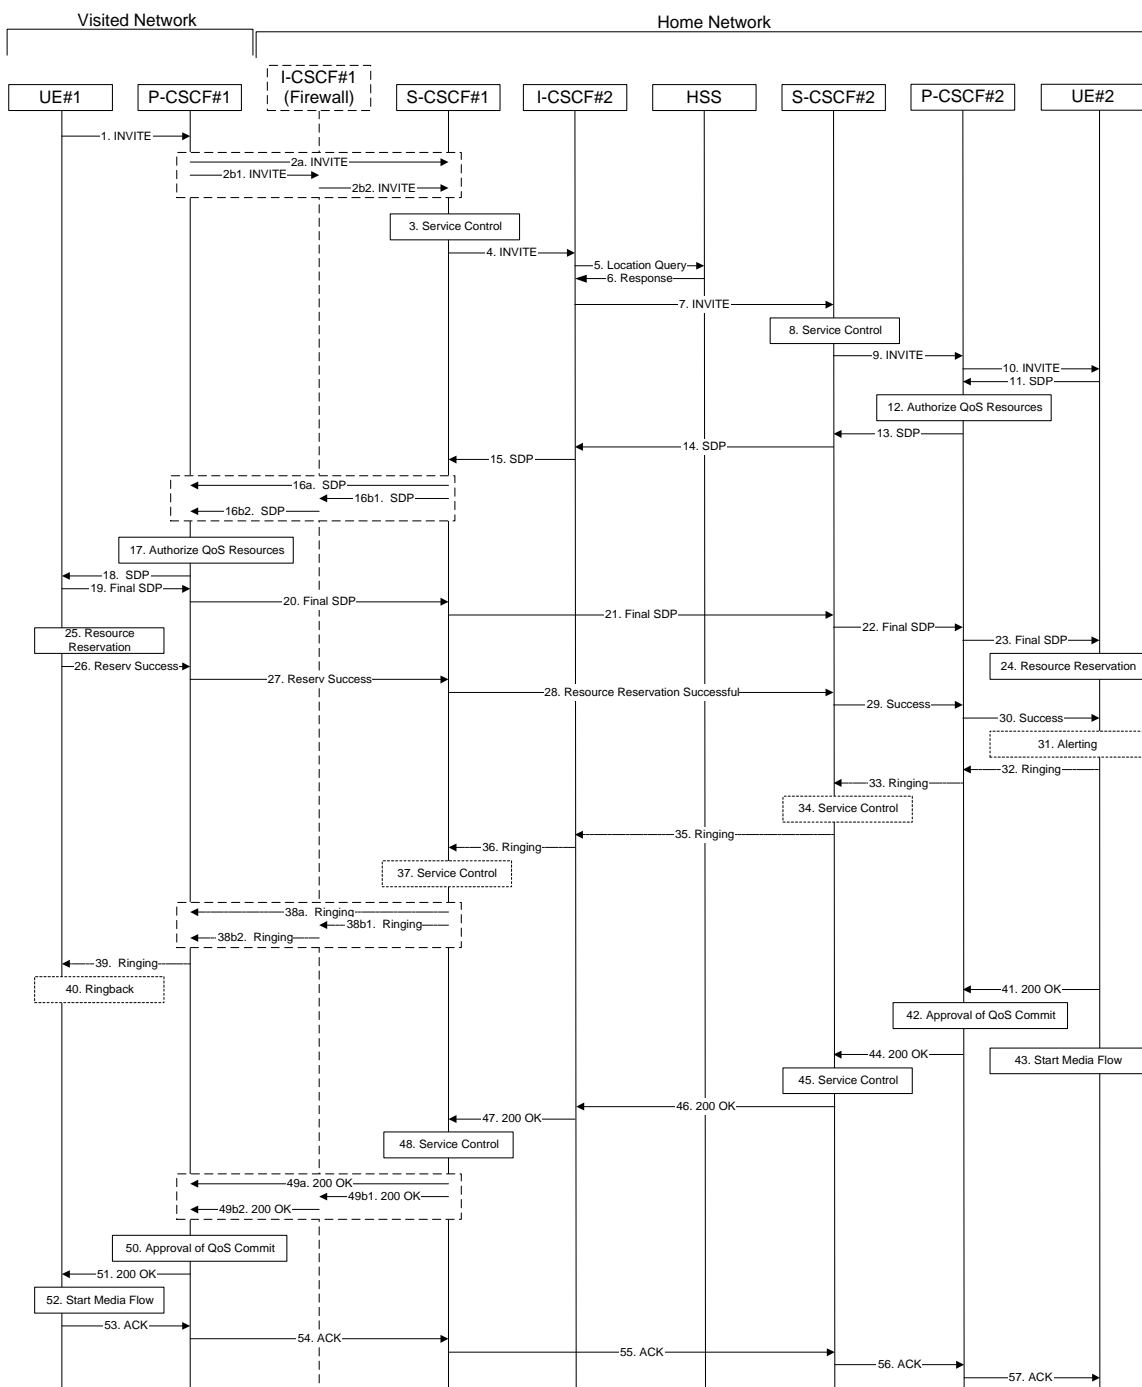 Visited Network
Home Network
UE#1
P-CSCF#1
I-CSCF#1
(Firewall)
S-CSCF#1
I-CSCF#2
HSS
S-CSCF#2
P-CSCF#2
UE#2
1. INVITE
2a. INVITE
2b1. INVITE
2b2. INVITE
3. Service Control
4. INVITE
5. Location Query
6. Response
7. INVITE
8. Service Control
9. INVITE
10. INVITE
11. SDP
12. Authorize QoS Resources
13. SDP
14. SDP
15. SDP
16a. SDP
16b1. SDP
16b2. SDP
17. Authorize QoS Resources
18. SDP
19. Final SDP
20. Final SDP
21. Final SDP
22. Final SDP
23. Final SDP
25. Resource
Reservation
24. Resource Reservation
26. Reserv Success
27. Reserv Success
28. Resource Reservation Successful
29. Success
30. Success
31. Alerting
32. Ringing
33. Ringing
34. Service Control
35. Ringing
36. Ringing
37. Service Control
38a. Ringing
38b1. Ringing
38b2. Ringing
39. Ringing
40. Ringback
41. 200 OK
42. Approval of QoS Commit
44. 200 OK
43. Start Media Flow
45. Service Control
46. 200 OK
47. 200 OK
48. Service Control
49a. 200 OK
49b1. 200 OK
49b2. 200 OK
50. Approval of QoS Commit
51. 200 OK
52. Start Media Flow
53. ACK
54. ACK
55. ACK
56. ACK
57. ACK